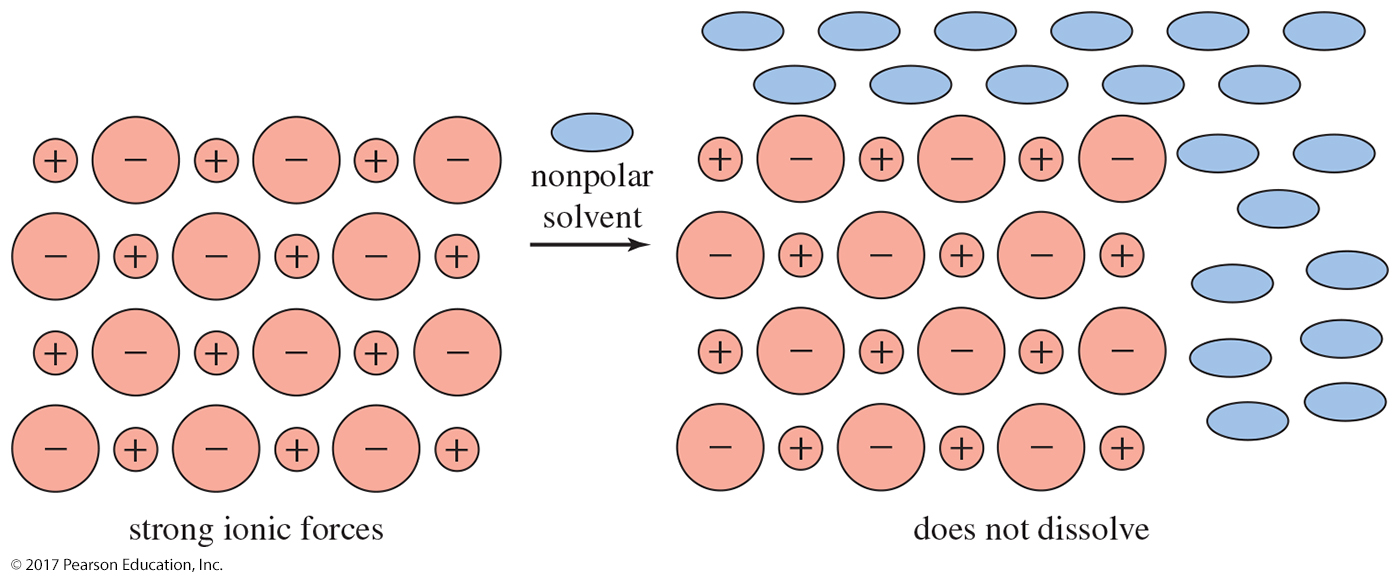 nonpolar
solvent
strong ionic forces
does not dissolve
© 2017 Pearson Education, Inc.